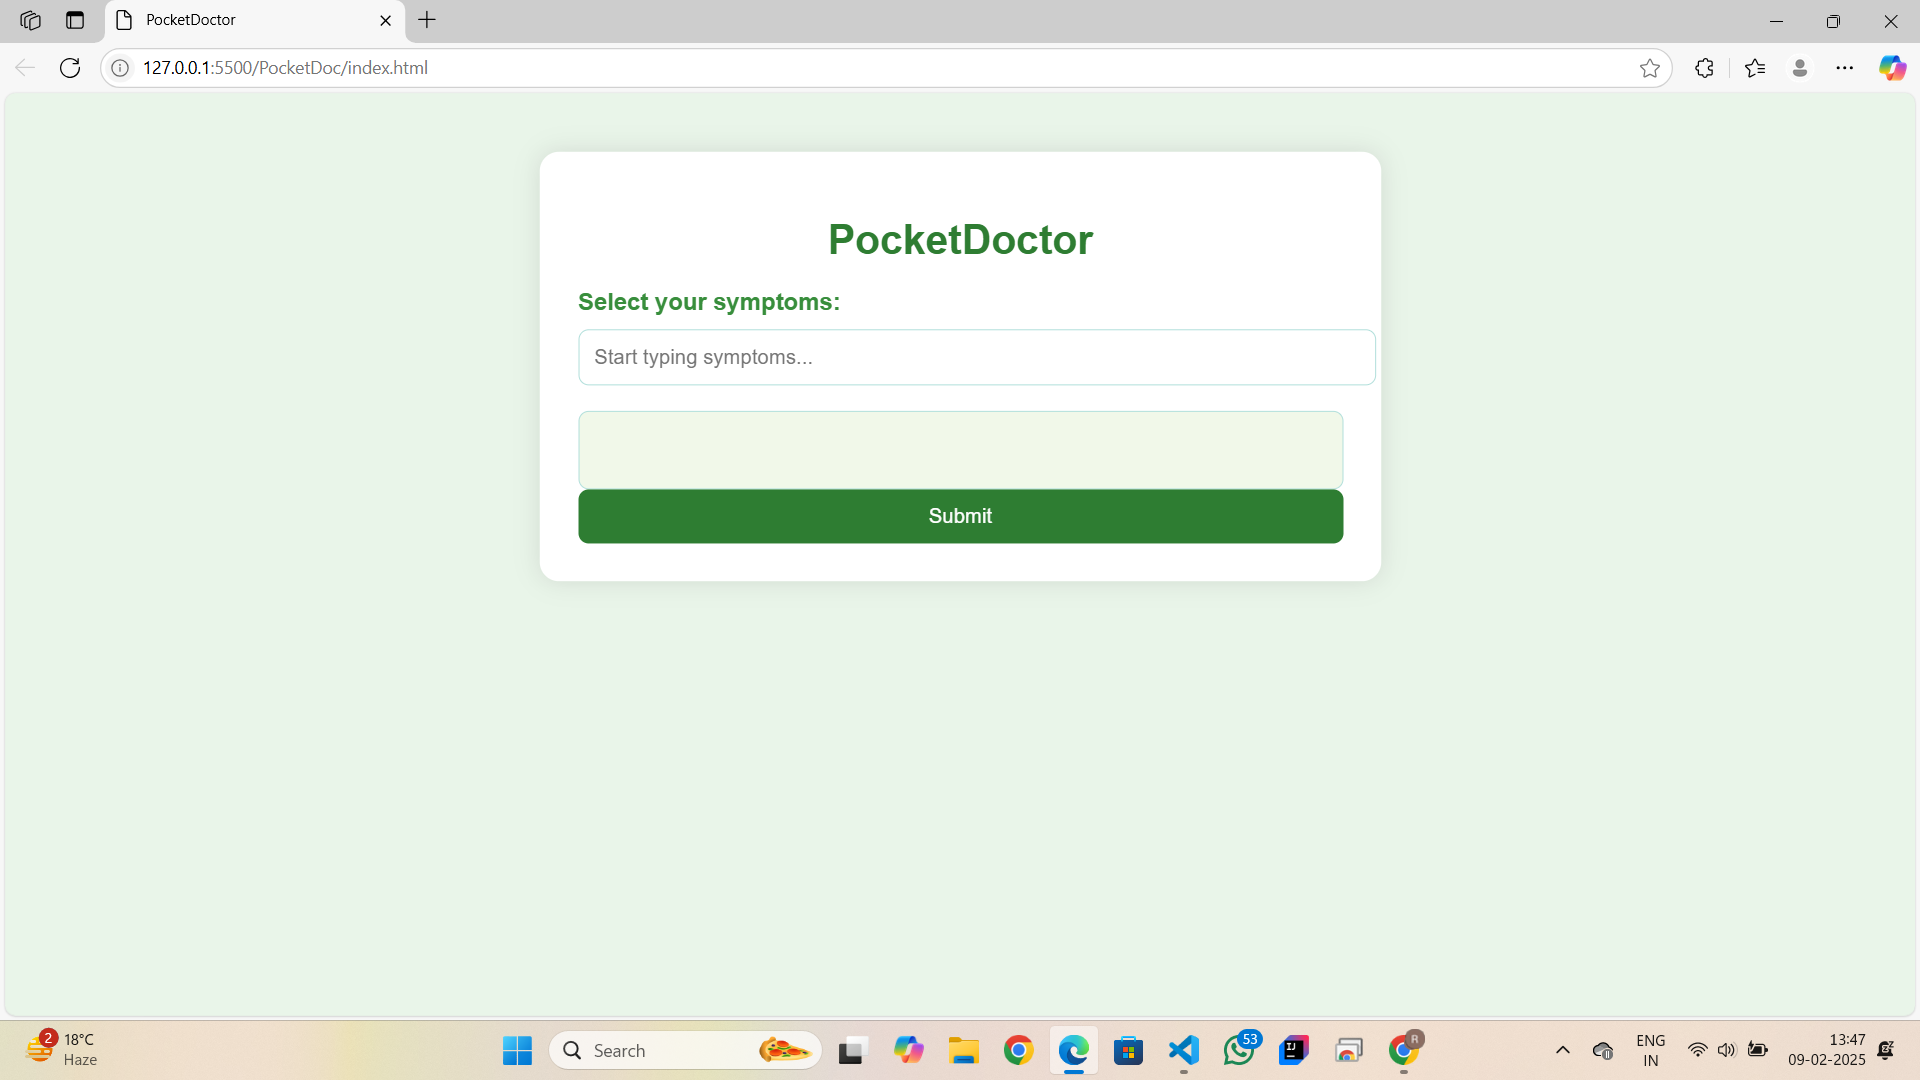 PocketDoctor
127.0.0.1:5500/PocketDoc/index.html
PocketDoctor
Select your symptoms:
Start typing symptoms...
Submit
2
18°C
Haze
Search
53
IJ
R
ENG
IN
13:47
09-02-2025